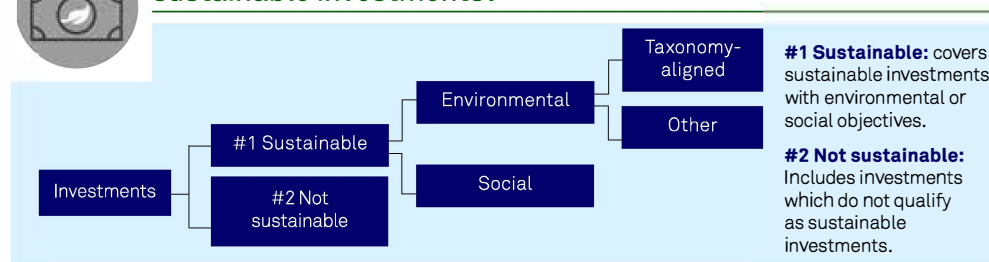 Taxonomy-
aligned
Environmental
Other
#1 Sustainable
Social
Investments
#2 Not
sustainable
#1 Sustainable: covers
sustainable investments
with environmental or
social objectives.
#2 Not sustainable:
Includes investments
which do not qualify
as sustainable
investments.